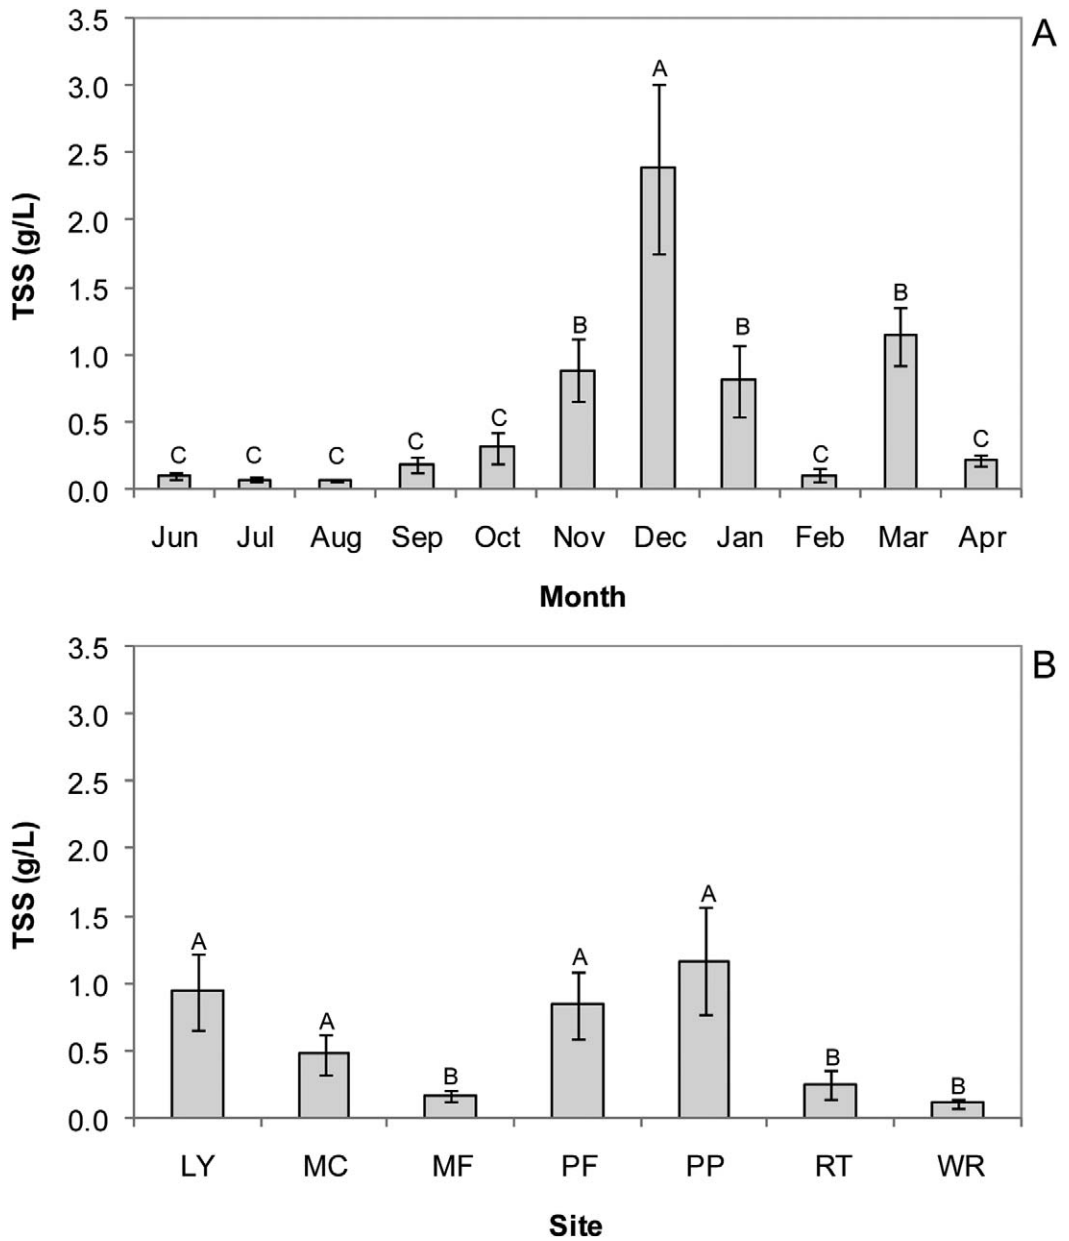 A
3.5
3.0
2.5
2.0
1.5
1.0
0.5
0.0
TSS (g/L)
C C C C C B A B C B C
Jun Jul Aug Sep Oct Nov Dec Jan Feb Mar Apr
Month
B
3.5
3.0
2.5
2.0
1.5
1.0
0.5
0.0
TSS (g/L)
A A B A A B B
LY MC MF PF PP RT WR
Site